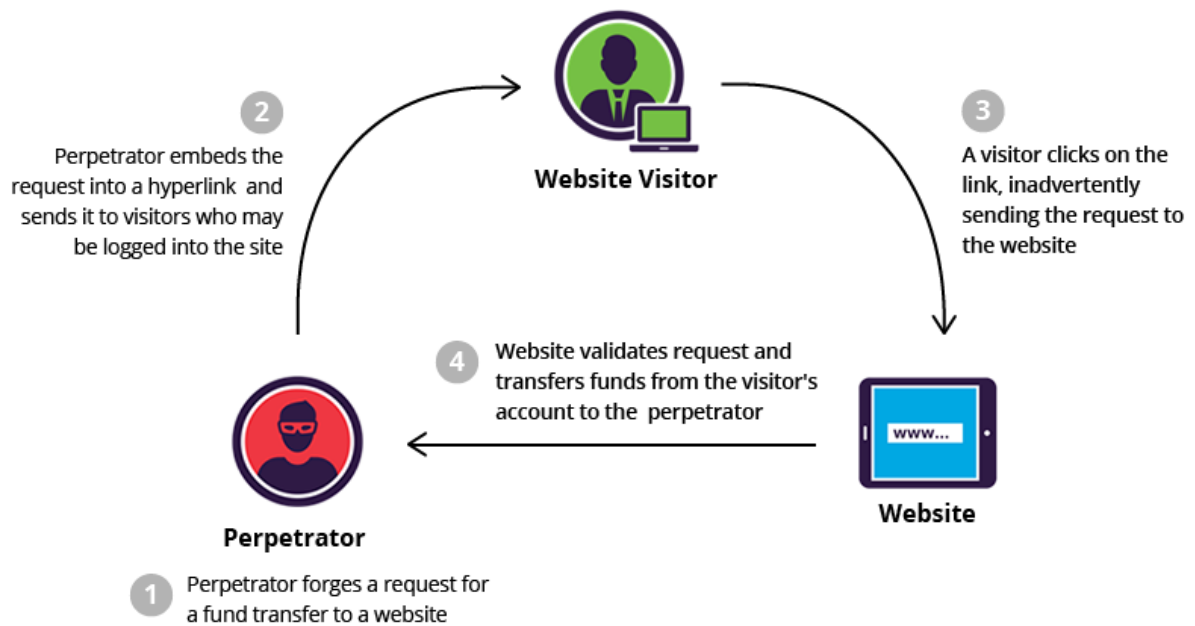 2
Perpetrator embeds the
request into a hyperlink and
sends it to visitors who may
be logged into the site
Website Visitor
3
A visitor clicks on the
link, inadvertently
sending the request to
the website
4
Website validates request and
transfers funds from the visitor's
account to the perpetrator
www...
Website
Perpetrator
1
Perpetrator forges a request for
a fund transfer to a website